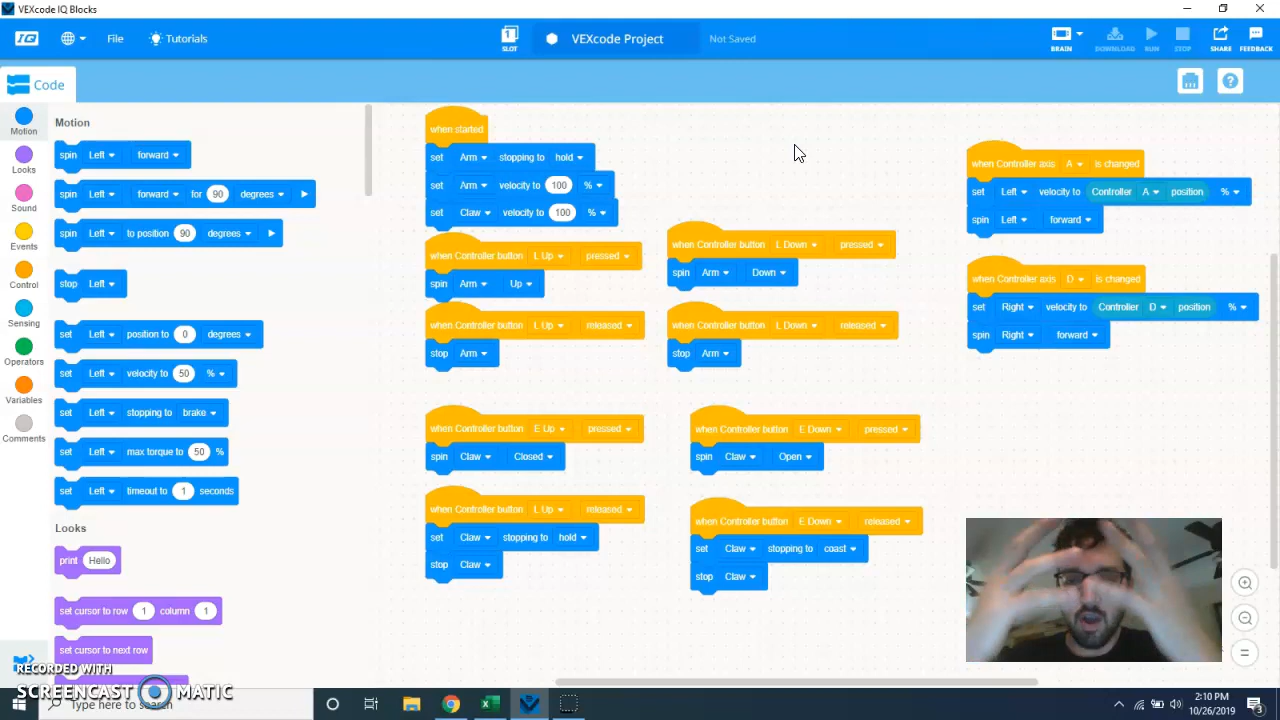 VEXcode IQ Blocks
IQ
File
Tutorials
1
SLOT
VEXcode Project
Not Saved
BRAIN
DOWNLOAD
RUN
STOP
SHARE
FEEDBACK
Code
Motion
Looks
Sound
Events
Control
Sensing
Operators
Variables
Comments
Motion
spin Left forward
spin Left forward for 90 degrees
spin Left to position 90 degrees
stop Left
set Left position to 0 degrees
set Left velocity to 50 %
set Left stopping to brake
set Left max torque to 50 %
set Left timeout to 1 seconds
Looks
print Hello
set cursor to row 1 column 1
set cursor to next row
when started
set Arm stopping to hold
set Arm velocity to 100 %
set Claw velocity to 100 %
when Controller button L Up pressed
spin Arm Up
when Controller button L Up released
stop Arm
when Controller button L Down pressed
spin Arm Down
when Controller button L Down released
stop Arm
when Controller axis A is changed
set Left velocity to Controller A position %
spin Left forward
when Controller axis D is changed
set Right velocity to Controller D position %
spin Right forward
when Controller button E Up pressed
spin Claw Closed
when Controller button L Up released
set Claw stopping to hold
stop Claw
when Controller button E Down pressed
spin Claw Open
when Controller button E Down released
set Claw stopping to coast
stop Claw
RECORDED WITH
SCREENCAST MATIC
Type here to search
2:10 PM
10/26/2019
3